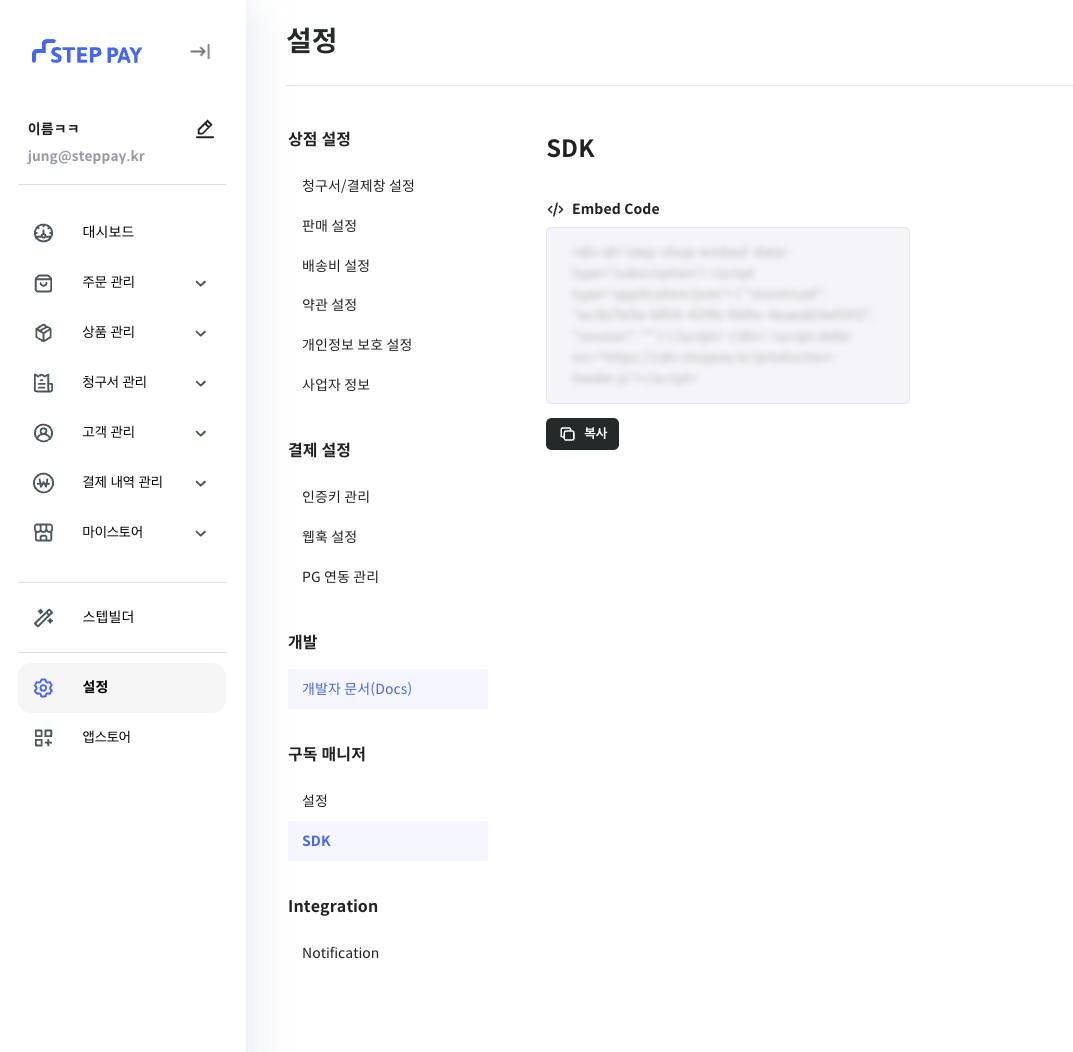 STEP PAY
이름ㅋㅋ
jung@steppay.kr
대시보드
주문 관리
상품 관리
청구서 관리
고객 관리
결제 내역 관리
마이스토어
스텝빌더
설정
앱스토어
설정
상점 설정
청구서/결제창 설정
판매 설정
배송비 설정
약관 설정
개인정보 보호 설정
사업자 정보
결제 설정
인증키 관리
웹훅 설정
PG 연동 관리
개발
개발자 문서(Docs)
구독 매니저
설정
SDK
Integration
Notification
SDK
Embed Code
복사